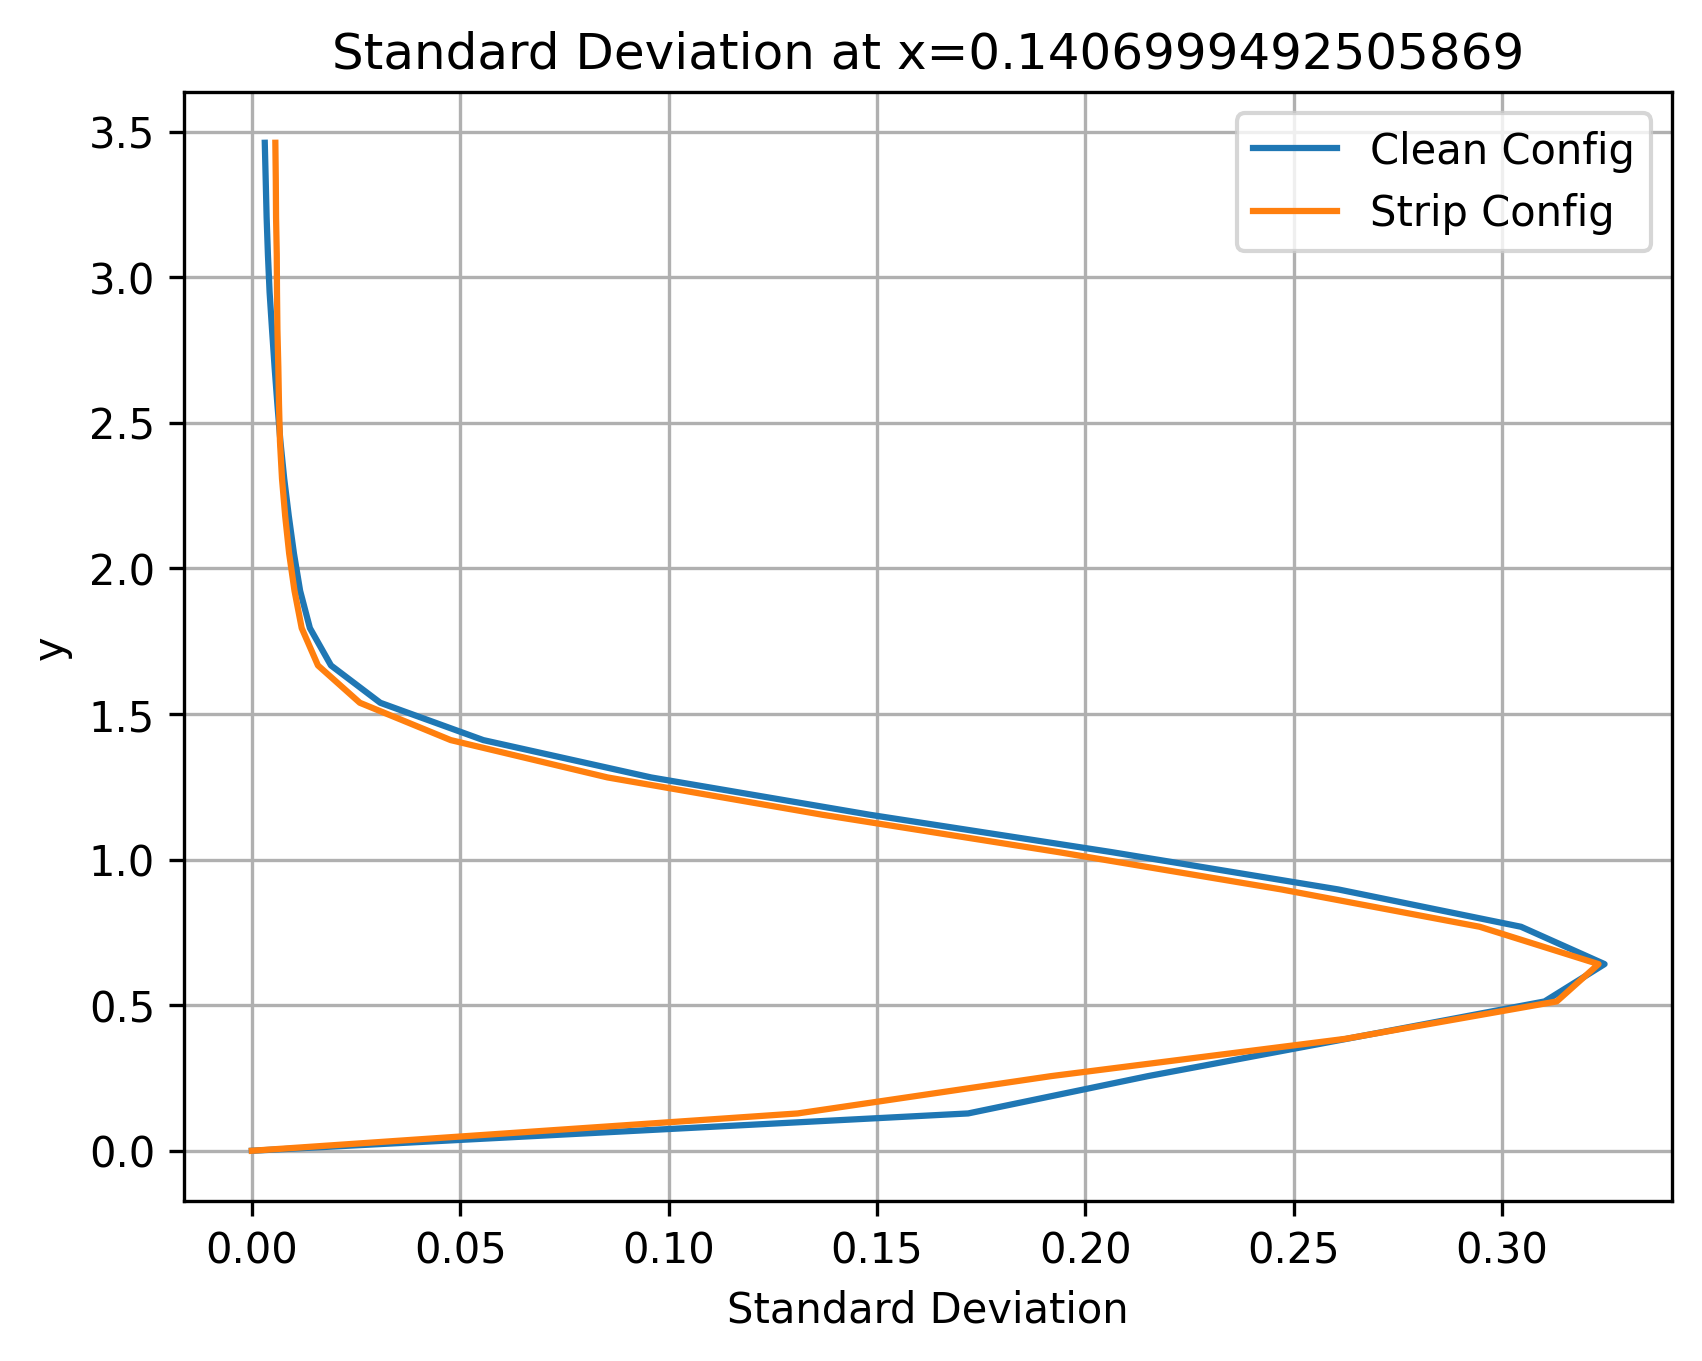 Standard Deviation at x=0.1406999492505869
3.5
3.0
2.5
2.0
1.5
1.0
0.5
0.0
y
Clean Config
Strip Config
0.00 0.05 0.10 0.15 0.20 0.25 0.30
Standard Deviation